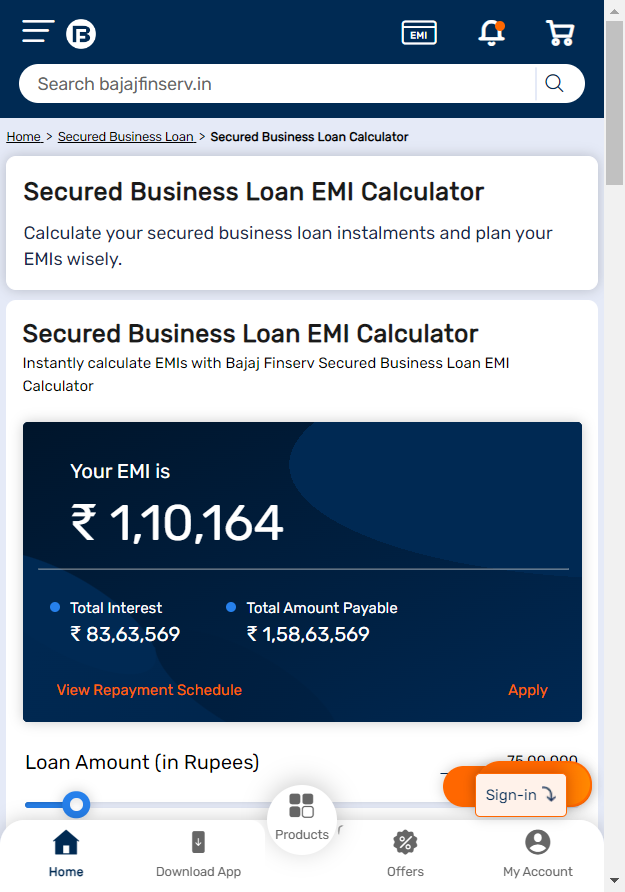 EMI
Search bajajfinserv.in
Home > Secured Business Loan > Secured Business Loan Calculator
Secured Business Loan EMI Calculator
Calculate your secured business loan instalments and plan your
EMIs wisely.
Secured Business Loan EMI Calculator
Instantly calculate EMIs with Bajaj Finserv Secured Business Loan EMI
Calculator
Your EMI is
₹ 1,10,164
Total Interest
₹ 83,63,569
Total Amount Payable
₹ 1,58,63,569
View Repayment Schedule
Apply
Loan Amount (in Rupees)
75,00,000
Sign-in
Products
Home
Download App
Offers
My Account